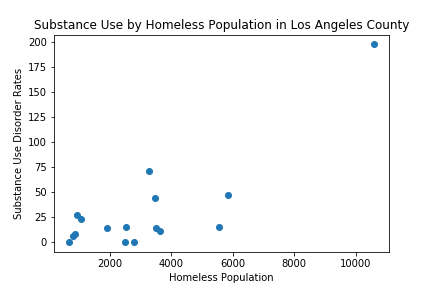 Substance Use by Homeless Population in Los Angeles County
200
175
150
125
100
75
50
25
0
Substance Use Disorder Rates
2000 4000 6000 8000 10000
Homeless Population